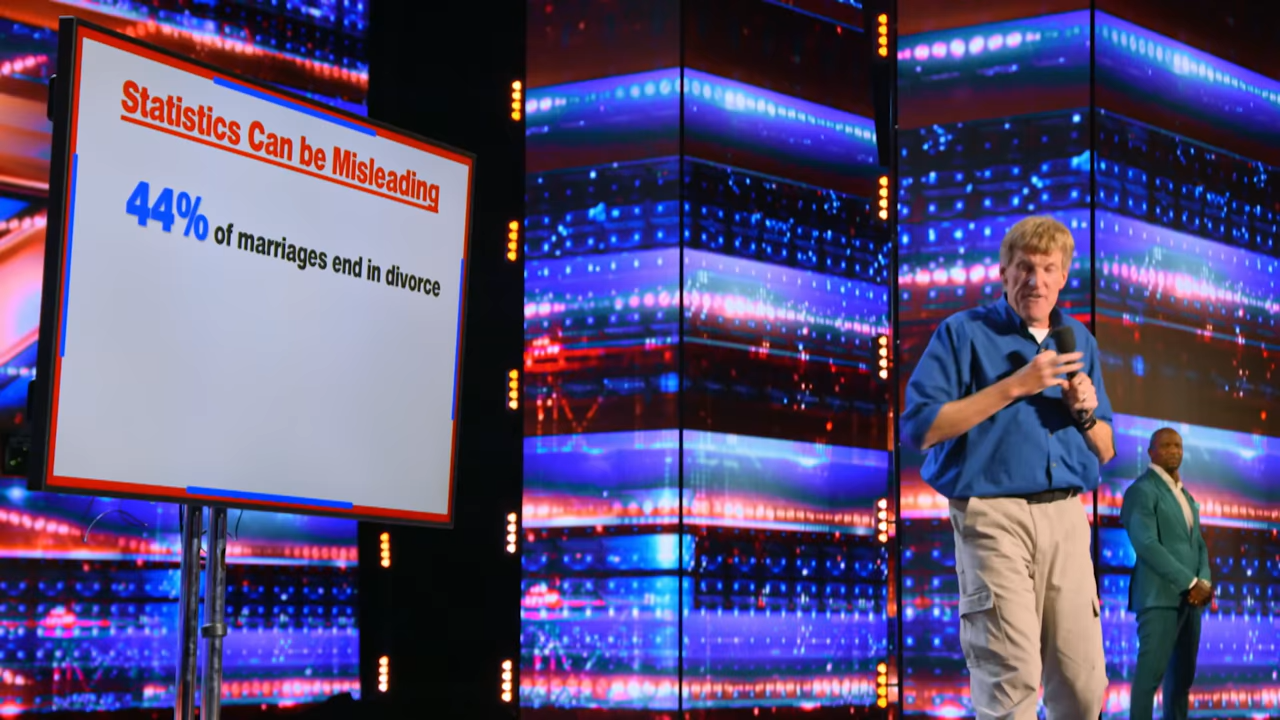 Statistics Can be Misleading
44% of marriages end in divorce